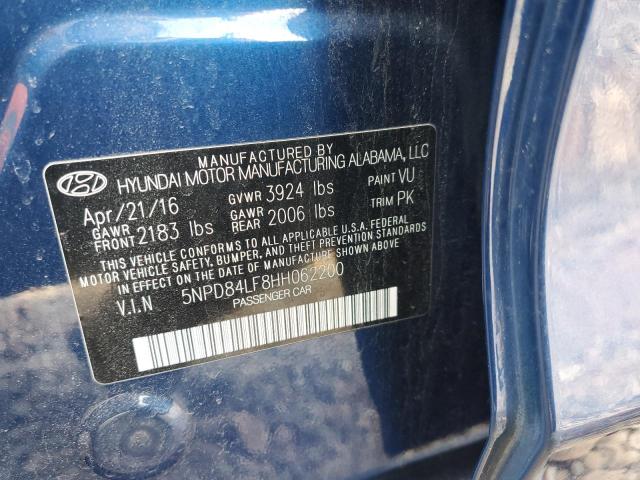 MANUFACTURED BY
HYUNDAI MOTOR MANUFACTURING ALABAMA, LLC
Apr/21/16 GVWR 3924 lbs PAINT VU
GAWR FRONT 2183 lbs GAWR REAR 2006 lbs TRIM PK
THIS VEHICLE CONFORMS TO ALL APPLICABLE U.S.A. FEDERAL
MOTOR VEHICLE SAFETY, BUMPER, AND THEFT PREVENTION STANDARDS
IN EFFECT ON THE DATE OF MANUFACTURE SHOWN ABOVE.
V.I.N 5NPD84LF8HH062200
PASSENGER CAR